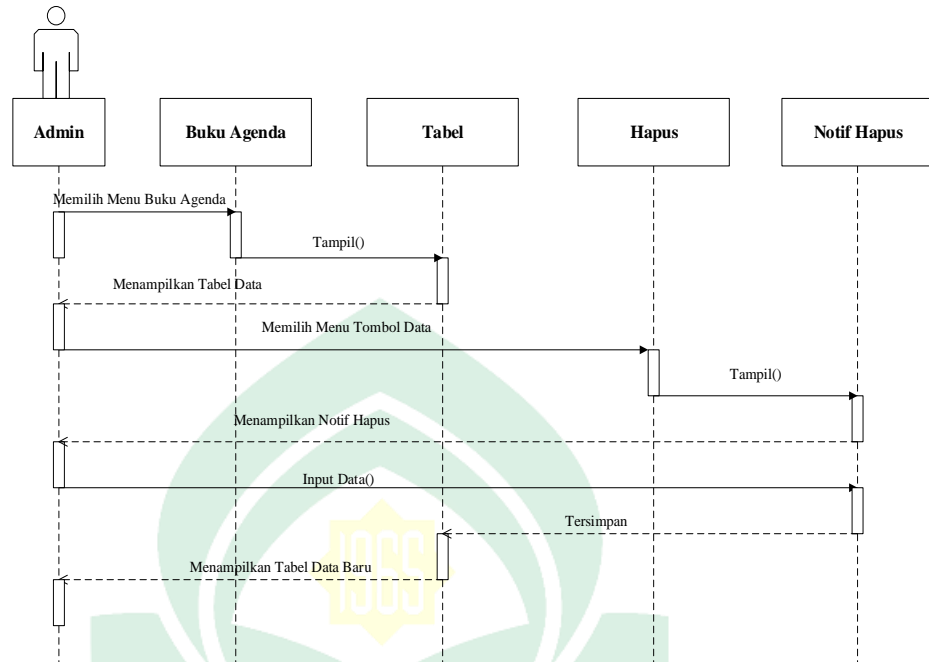 Admin
Buku Agenda
Tabel
Hapus
Notif Hapus
Memilih Menu Buku Agenda
Tampil()
Menampilkan Tabel Data
Memilih Menu Tombol Data
Tampil()
Menampilkan Notif Hapus
Input Data()
Tersimpan
Menampilkan Tabel Data Baru
1965